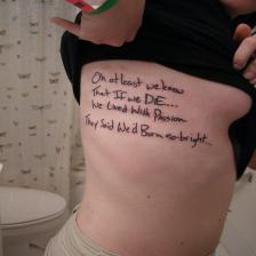 Oh at least we know
That If we DIE...
We Lived With Passion
They Said We'd Burn so bright...